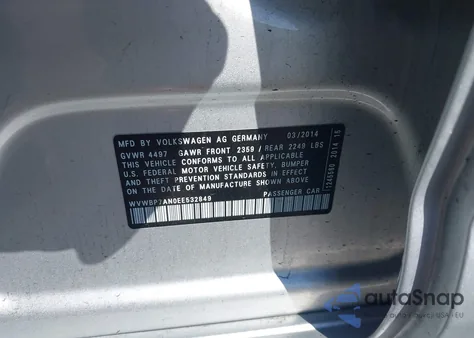 MFD BY VOLKSWAGEN AG GERMANY 03/2014
GVWR 4497 GAWR FRONT 2359 / REAR 2249 LBS
THIS VEHICLE CONFORMS TO ALL APPLICABLE
U.S. FEDERAL MOTOR VEHICLE SAFETY, BUMPER
AND THEFT PREVENTION STANDARDS IN EFFECT
ON THE DATE OF MANUFACTURE SHOWN ABOVE
WVWBP7AN0EE532849 PASSENGER CAR
3014 16
autoSnap